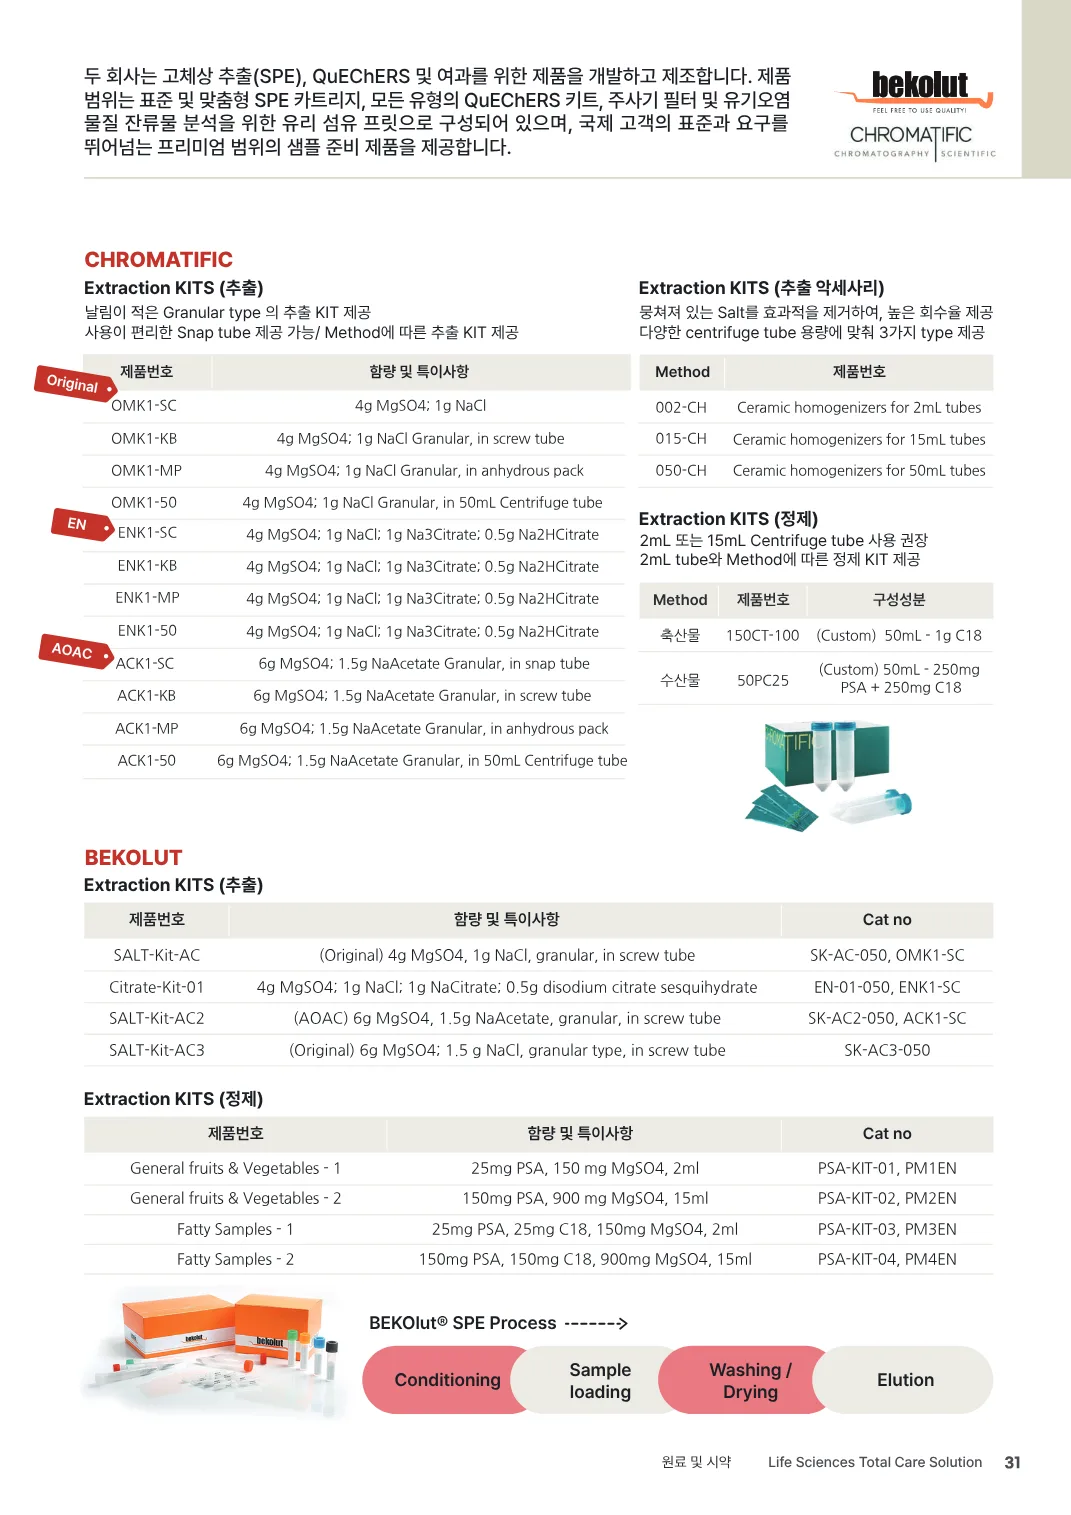 두 회사는 고체상 추출(SPE), QuEChERS 및 여과를 위한 제품을 개발하고 제조합니다. 제품
범위는 표준 및 맞춤형 SPE 카트리지, 모든 유형의 QuEChERS 키트, 주사기 필터 및 유기오염
물질 잔류물 분석을 위한 유리 섬유 프릿으로 구성되어 있으며, 국제 고객의 표준과 요구를
뛰어넘는 프리미엄 범위의 샘플 준비 제품을 제공합니다.
bekolut
FEEL FREE TO USE QUALITY!
CHROMATIFIC
CHROMATOGRAPHY SCIENTIFIC
CHROMATIFIC
Extraction KITS (추출)
날림이 적은 Granular type 의 추출 KIT 제공
사용이 편리한 Snap tube 제공 가능/ Method에 따른 추출 KIT 제공
제품번호 함량 및 특이사항
Original
OMK1-SC 4g MgSO4; 1g NaCl
OMK1-KB 4g MgSO4; 1g NaCl Granular, in screw tube
OMK1-MP 4g MgSO4; 1g NaCl Granular, in anhydrous pack
OMK1-50 4g MgSO4; 1g NaCl Granular, in 50mL Centrifuge tube
EN
ENK1-SC 4g MgSO4; 1g NaCl; 1g Na3Citrate; 0.5g Na2HCitrate
ENK1-KB 4g MgSO4; 1g NaCl; 1g Na3Citrate; 0.5g Na2HCitrate
ENK1-MP 4g MgSO4; 1g NaCl; 1g Na3Citrate; 0.5g Na2HCitrate
ENK1-50 4g MgSO4; 1g NaCl; 1g Na3Citrate; 0.5g Na2HCitrate
AOAC
ACK1-SC 6g MgSO4; 1.5g NaAcetate Granular, in snap tube
ACK1-KB 6g MgSO4; 1.5g NaAcetate Granular, in screw tube
ACK1-MP 6g MgSO4; 1.5g NaAcetate Granular, in anhydrous pack
ACK1-50 6g MgSO4; 1.5g NaAcetate Granular, in 50mL Centrifuge tube
Extraction KITS (추출 악세사리)
뭉쳐져 있는 Salt를 효과적을 제거하여, 높은 회수율 제공
다양한 centrifuge tube 용량에 맞춰 3가지 type 제공
Method 제품번호
002-CH Ceramic homogenizers for 2mL tubes
015-CH Ceramic homogenizers for 15mL tubes
050-CH Ceramic homogenizers for 50mL tubes
Extraction KITS (정제)
2mL 또는 15mL Centrifuge tube 사용 권장
2mL tube와 Method에 따른 정제 KIT 제공
Method 제품번호 구성성분
축산물 150CT-100 (Custom) 50mL - 1g C18
수산물 50PC25 (Custom) 50mL - 250mg
PSA + 250mg C18
CHROMATIFIC
BEKOLUT
Extraction KITS (추출)
제품번호 함량 및 특이사항 Cat no
SALT-Kit-AC (Original) 4g MgSO4, 1g NaCl, granular, in screw tube SK-AC-050, OMK1-SC
Citrate-Kit-01 4g MgSO4; 1g NaCl; 1g NaCitrate; 0.5g disodium citrate sesquihydrate EN-01-050, ENK1-SC
SALT-Kit-AC2 (AOAC) 6g MgSO4, 1.5g NaAcetate, granular, in screw tube SK-AC2-050, ACK1-SC
SALT-Kit-AC3 (Original) 6g MgSO4; 1.5 g NaCl, granular type, in screw tube SK-AC3-050
Extraction KITS (정제)
제품번호 함량 및 특이사항 Cat no
General fruits & Vegetables - 1 25mg PSA, 150 mg MgSO4, 2ml PSA-KIT-01, PM1EN
General fruits & Vegetables - 2 150mg PSA, 900 mg MgSO4, 15ml PSA-KIT-02, PM2EN
Fatty Samples - 1 25mg PSA, 25mg C18, 150mg MgSO4, 2ml PSA-KIT-03, PM3EN
Fatty Samples - 2 150mg PSA, 150mg C18, 900mg MgSO4, 15ml PSA-KIT-04, PM4EN
bekolut
bekolut
BEKOlut® SPE Process
Conditioning
Sample
loading
Washing /
Drying
Elution
원료 및 시약 Life Sciences Total Care Solution 31